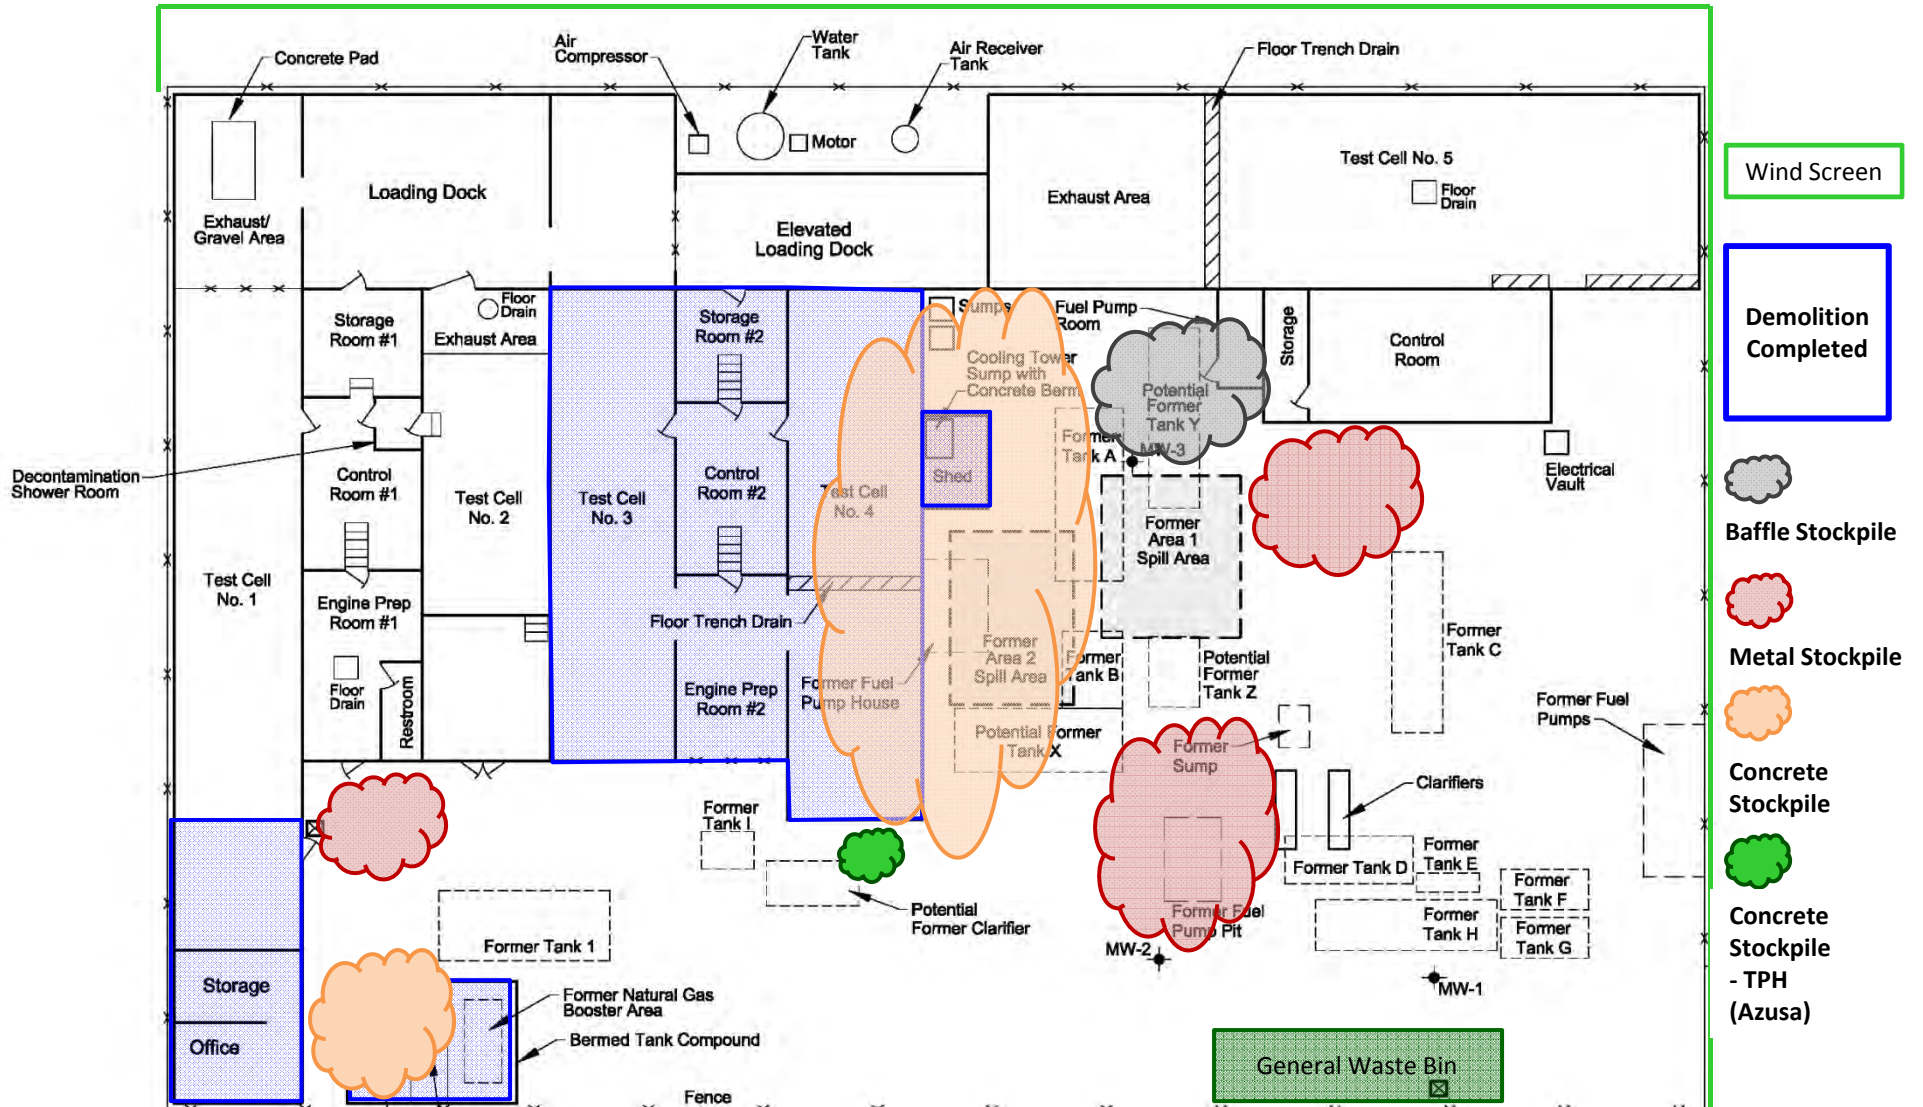 Concrete Pad
Air
Compressor
Water
Tank
Air Receiver
Tank
Floor Trench Drain
Motor
Test Cell No. 5
Floor
Drain
Loading Dock
Exhaust Area
Exhaust/
Gravel Area
Elevated
Loading Dock
Wind Screen
Demolition
Completed
Storage
Room #1
Floor
Drain
Exhaust Area
Storage
Room #2
Sumps
Fuel Pump
Room
Storage
Control
Room
Cooling Tower
Sump with
Concrete Berm
Potential
Former
Tank Y
Former
Tank A
MW-3
Decontamination
Shower Room
Control
Room #1
Test Cell
No. 2
Test Cell
No. 3
Control
Room #2
Test Cell
No. 4
Shed
Electrical
Vault
Former
Area 1
Spill Area
Baffle Stockpile
Test Cell
No. 1
Engine Prep
Room #1
Floor Trench Drain
Former
Area 2
Spill Area
Former
Tank B
Potential
Former
Tank Z
Former
Tank C
Metal Stockpile
Floor
Drain
Restroom
Engine Prep
Room #2
Former Fuel
Pump House
Former Fuel
Pumps
Potential Former
Tank X
Former
Sump
Clarifiers
Concrete
Stockpile
Former
Tank I
Former Tank D
Former
Tank E
Former
Tank F
Former
Tank H
Former
Tank G
Potential
Former Clarifier
Former Fuel
Pump Pit
MW-2
MW-1
Concrete
Stockpile
- TPH
(Azusa)
Former Tank 1
Storage
Office
Former Natural Gas
Booster Area
Bermed Tank Compound
Fence
General Waste Bin